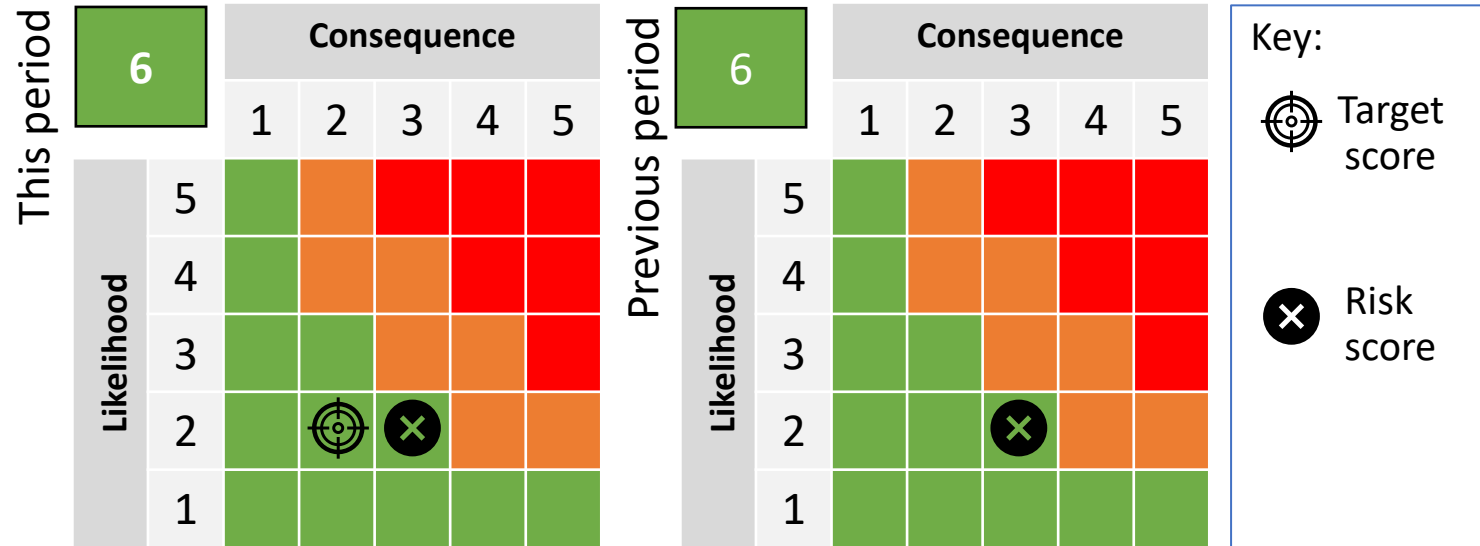 This period
6
Consequence
1 2 3 4 5
Likelihood
5
4
3
2
1
Previous period
6
Consequence
1 2 3 4 5
Likelihood
5
4
3
2
1
Key:
Target
score
Risk
score